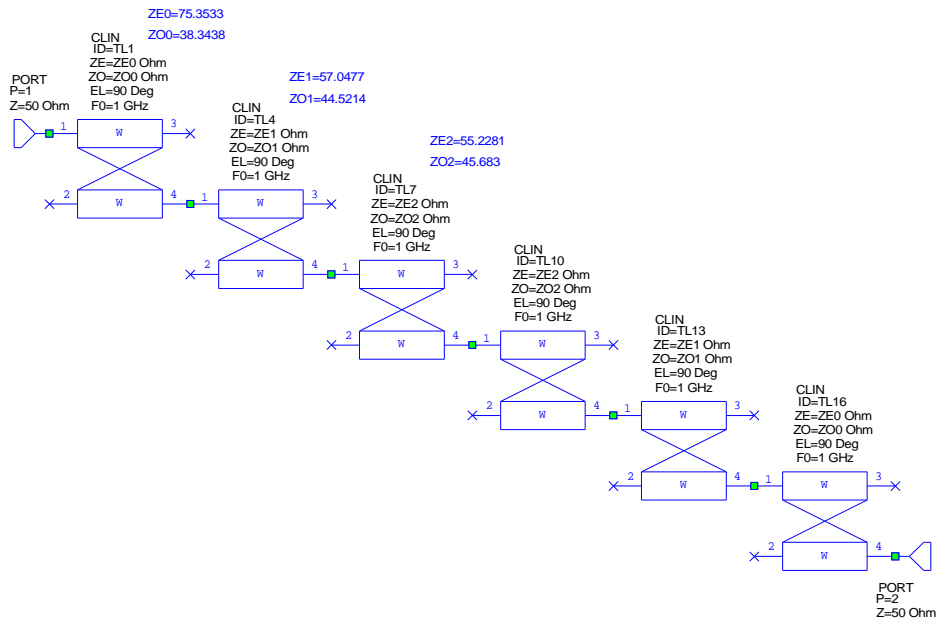 ZE0=75.3533
ZO0=38.3438
CLIN
ID=TL1
ZE=ZE0 Ohm
ZO=ZO0 Ohm
EL=90 Deg
F0=1 GHz
PORT
P=1
Z=50 Ohm
1
W
3
2
W
4
ZE1=57.0477
ZO1=44.5214
CLIN
ID=TL4
ZE=ZE1 Ohm
ZO=ZO1 Ohm
EL=90 Deg
F0=1 GHz
1
W
3
2
W
4
ZE2=55.2281
ZO2=45.683
CLIN
ID=TL7
ZE=ZE2 Ohm
ZO=ZO2 Ohm
EL=90 Deg
F0=1 GHz
1
W
3
2
W
4
CLIN
ID=TL10
ZE=ZE2 Ohm
ZO=ZO2 Ohm
EL=90 Deg
F0=1 GHz
1
W
3
2
W
4
CLIN
ID=TL13
ZE=ZE1 Ohm
ZO=ZO1 Ohm
EL=90 Deg
F0=1 GHz
1
W
3
2
W
4
CLIN
ID=TL16
ZE=ZE0 Ohm
ZO=ZO0 Ohm
EL=90 Deg
F0=1 GHz
1
W
3
2
W
4
PORT
P=2
Z=50 Ohm